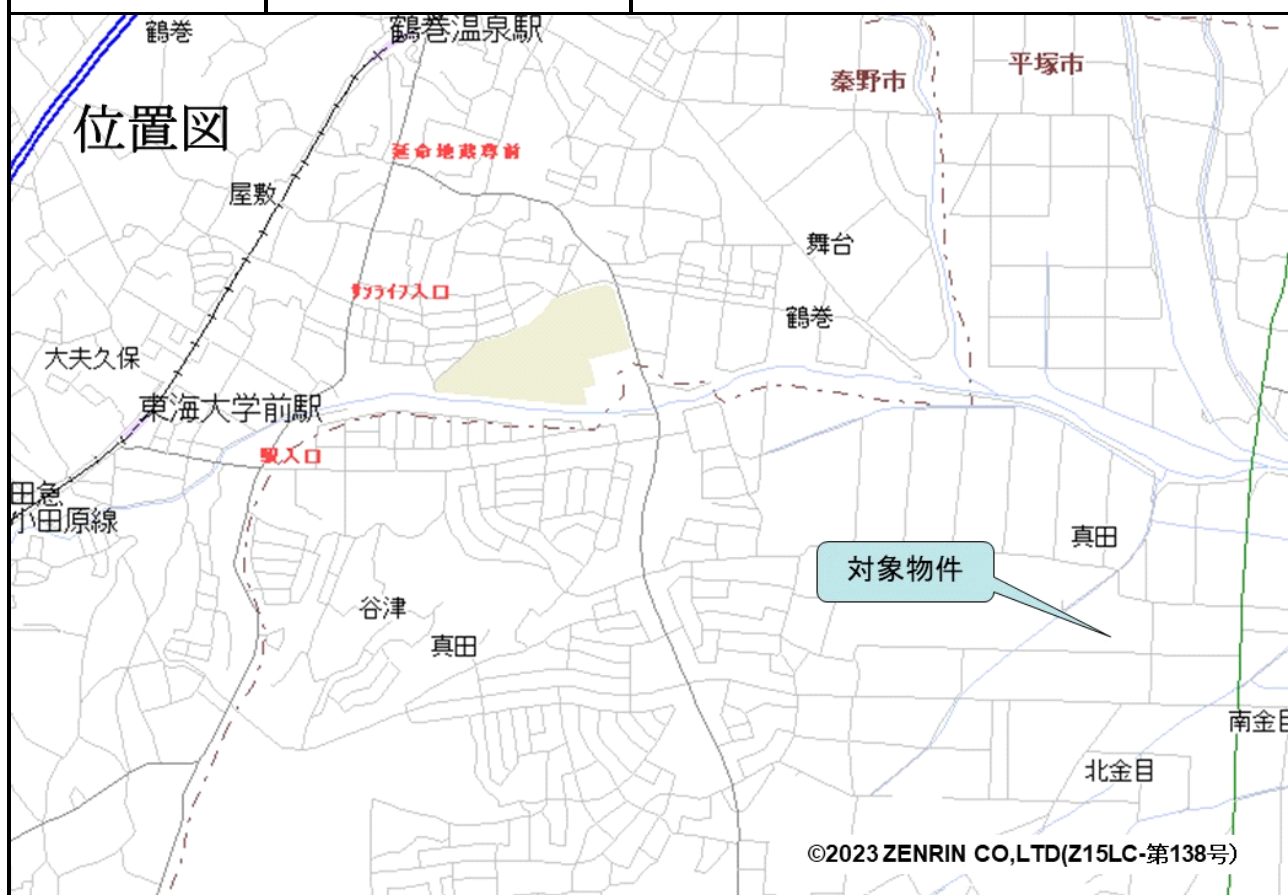 鶴巻
鶴巻温泉駅
秦野市
平塚市
位置図
延命地蔵尊前
屋敷
舞台
サンライフ入口
鶴巻
大夫久保
東海大学前駅
駅入口
田急
小田原線
真田
対象物件
谷津
真田
南金目
北金目
©2023 ZENRIN CO,LTD(Z15LC-第138号)